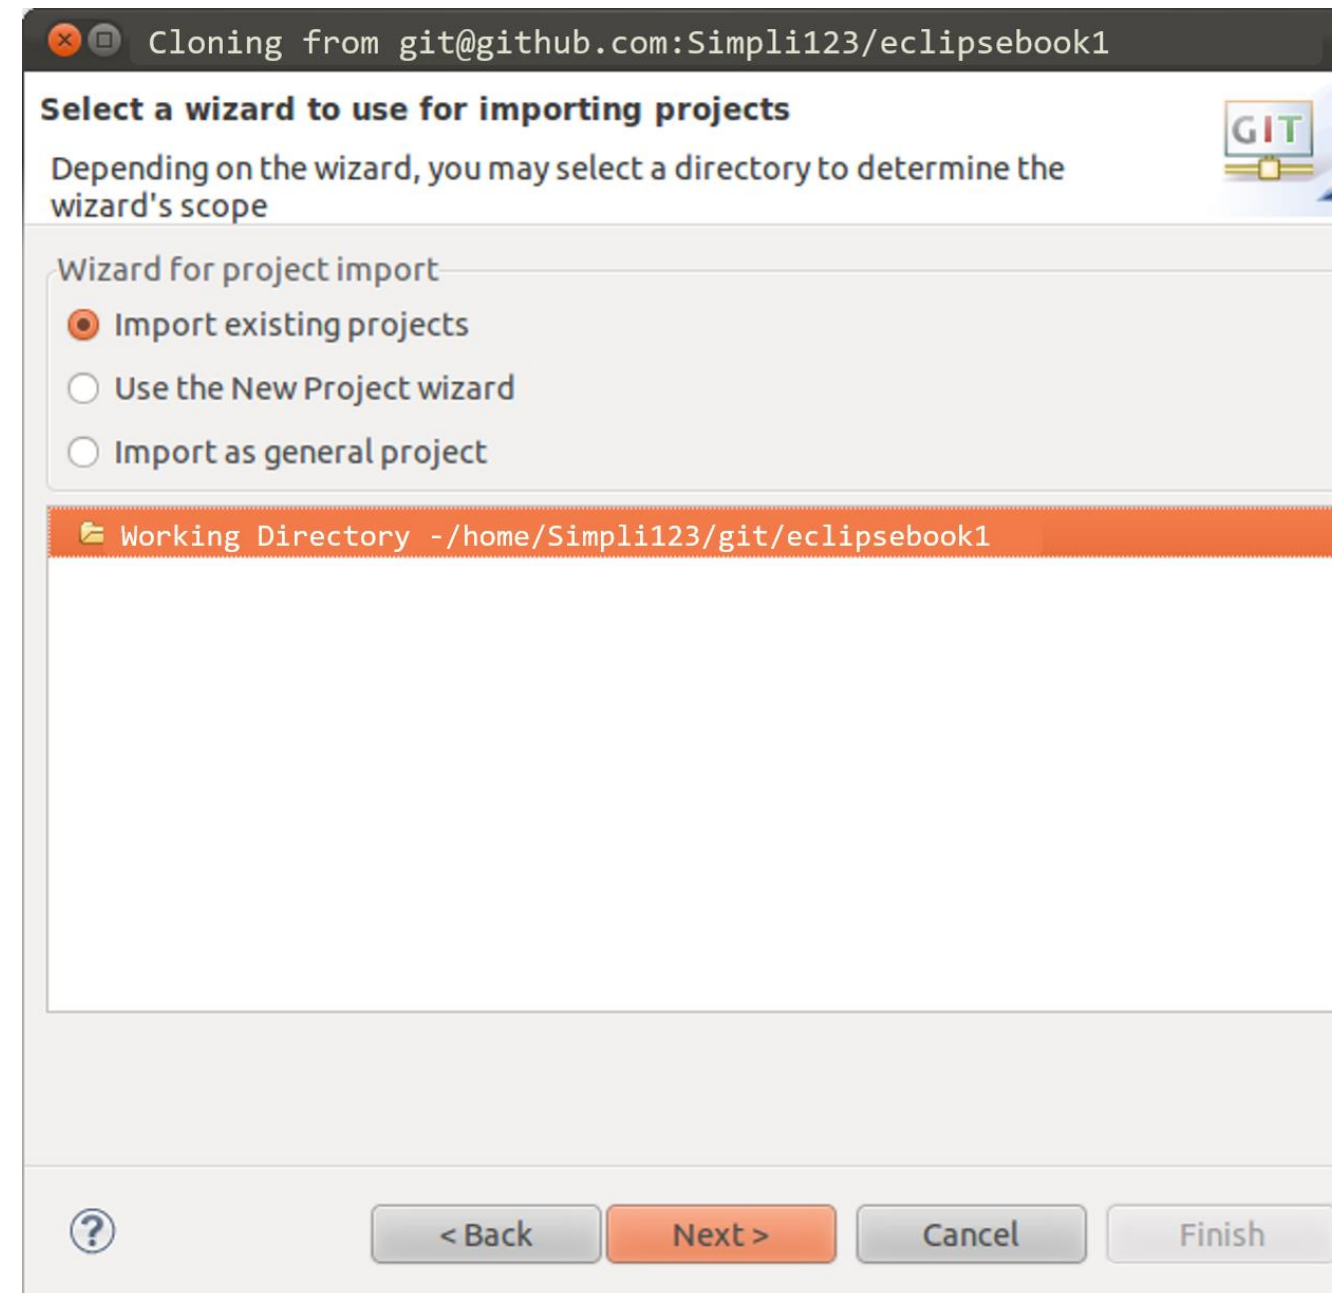 Cloning from git@github.com:Simpli123/eclipsebook1
Select a wizard to use for importing projects
Depending on the wizard, you may select a directory to determine the
wizard's scope
GIT
Wizard for project import
Import existing projects
Use the New Project wizard
Import as general project
Working Directory -/home/Simpli123/git/eclipsebook1
?
< Back
Next >
Cancel
Finish